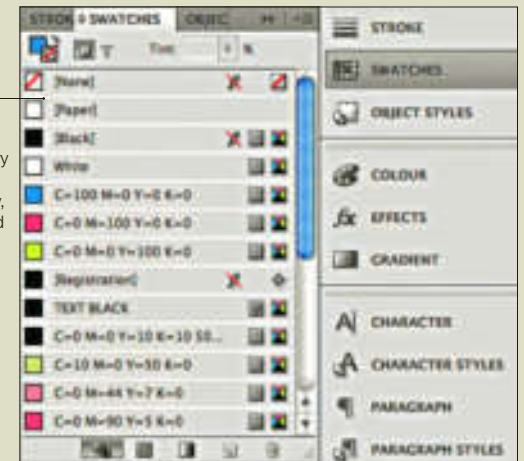 STROKE SWATCHES OBJEC
Tint: %
[None]
[Paper]
[Black]
White
C=100 M=0 Y=0 K=0
C=0 M=100 Y=0 K=0
C=0 M=0 Y=100 K=0
[Registration]
TEXT BLACK
C=0 M=0 Y=10 K=10 50...
C=10 M=0 Y=50 K=0
C=0 M=44 Y=7 K=0
C=0 M=90 Y=5 K=0
STROKE
SWATCHES
OBJECT STYLES
COLOUR
fx EFFECTS
GRADIENT
CHARACTER
CHARACTER STYLES
PARAGRAPH
PARAGRAPH STYLES